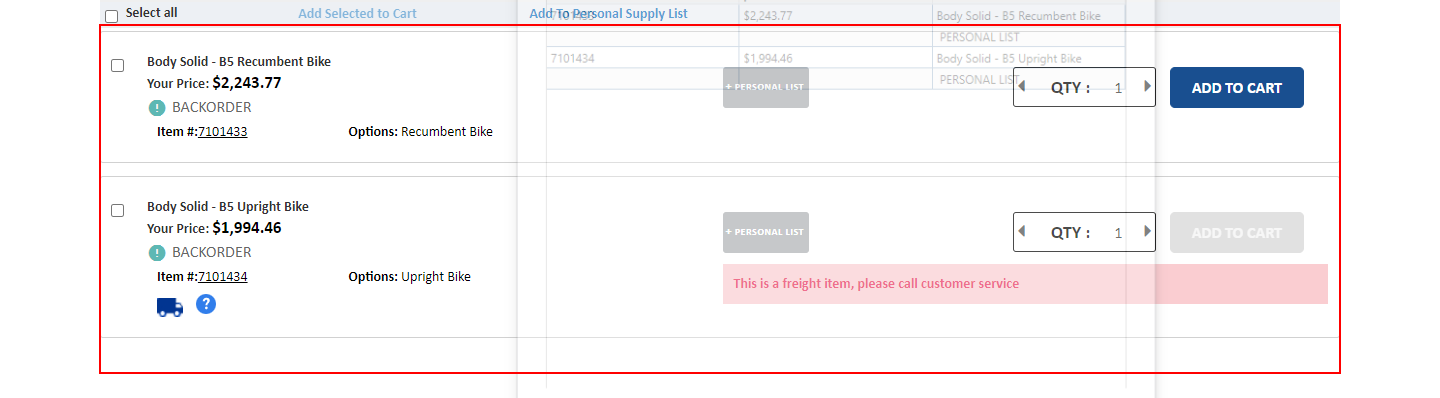 Select all Add Selected to Cart Add To Personal Supply List
$2,243.77 Body Solid - B5 Recumbent Bike
PERSONAL LIST
7101434 $1,994.46 Body Solid - B5 Upright Bike
PERSONAL LIST
Body Solid - B5 Recumbent Bike
Your Price: $2,243.77
+ PERSONAL LIST QTY : 1 ADD TO CART
! BACKORDER
Item #:7101433 Options: Recumbent Bike
Body Solid - B5 Upright Bike
Your Price: $1,994.46
+ PERSONAL LIST QTY : 1 ADD TO CART
! BACKORDER
Item #:7101434 Options: Upright Bike
This is a freight item, please call customer service
?